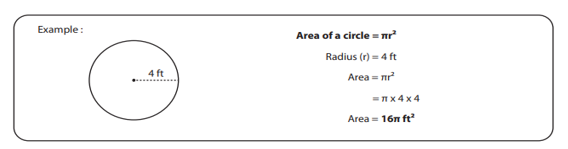 Example :
4 ft
Area of a circle = πr²
Radius (r) = 4 ft
Area = πr²
= π x 4 x 4
Area = 16π ft²